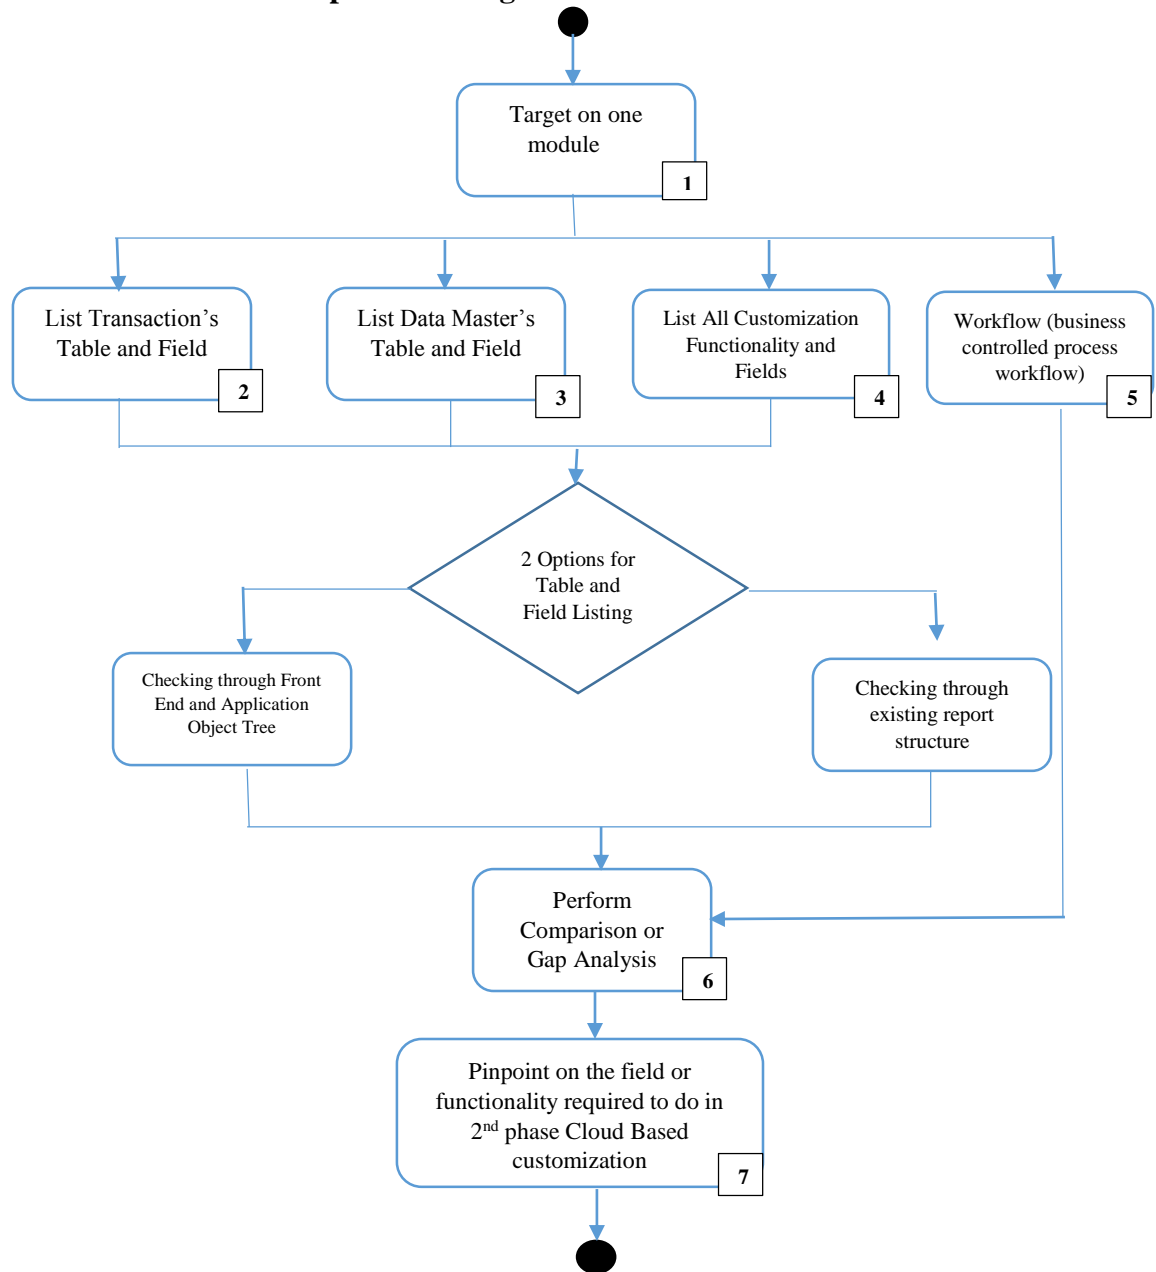 Target on one
module
1
List Transaction's
Table and Field
2
List Data Master's
Table and Field
3
List All Customization
Functionality and
Fields
4
Workflow (business
controlled process
workflow)
5
2 Options for
Table and
Field Listing
Checking through Front
End and Application
Object Tree
Checking through
existing report
structure
Perform
Comparison or
Gap Analysis
6
Pinpoint on the field or
functionality required to do in
2nd phase Cloud Based
customization
7